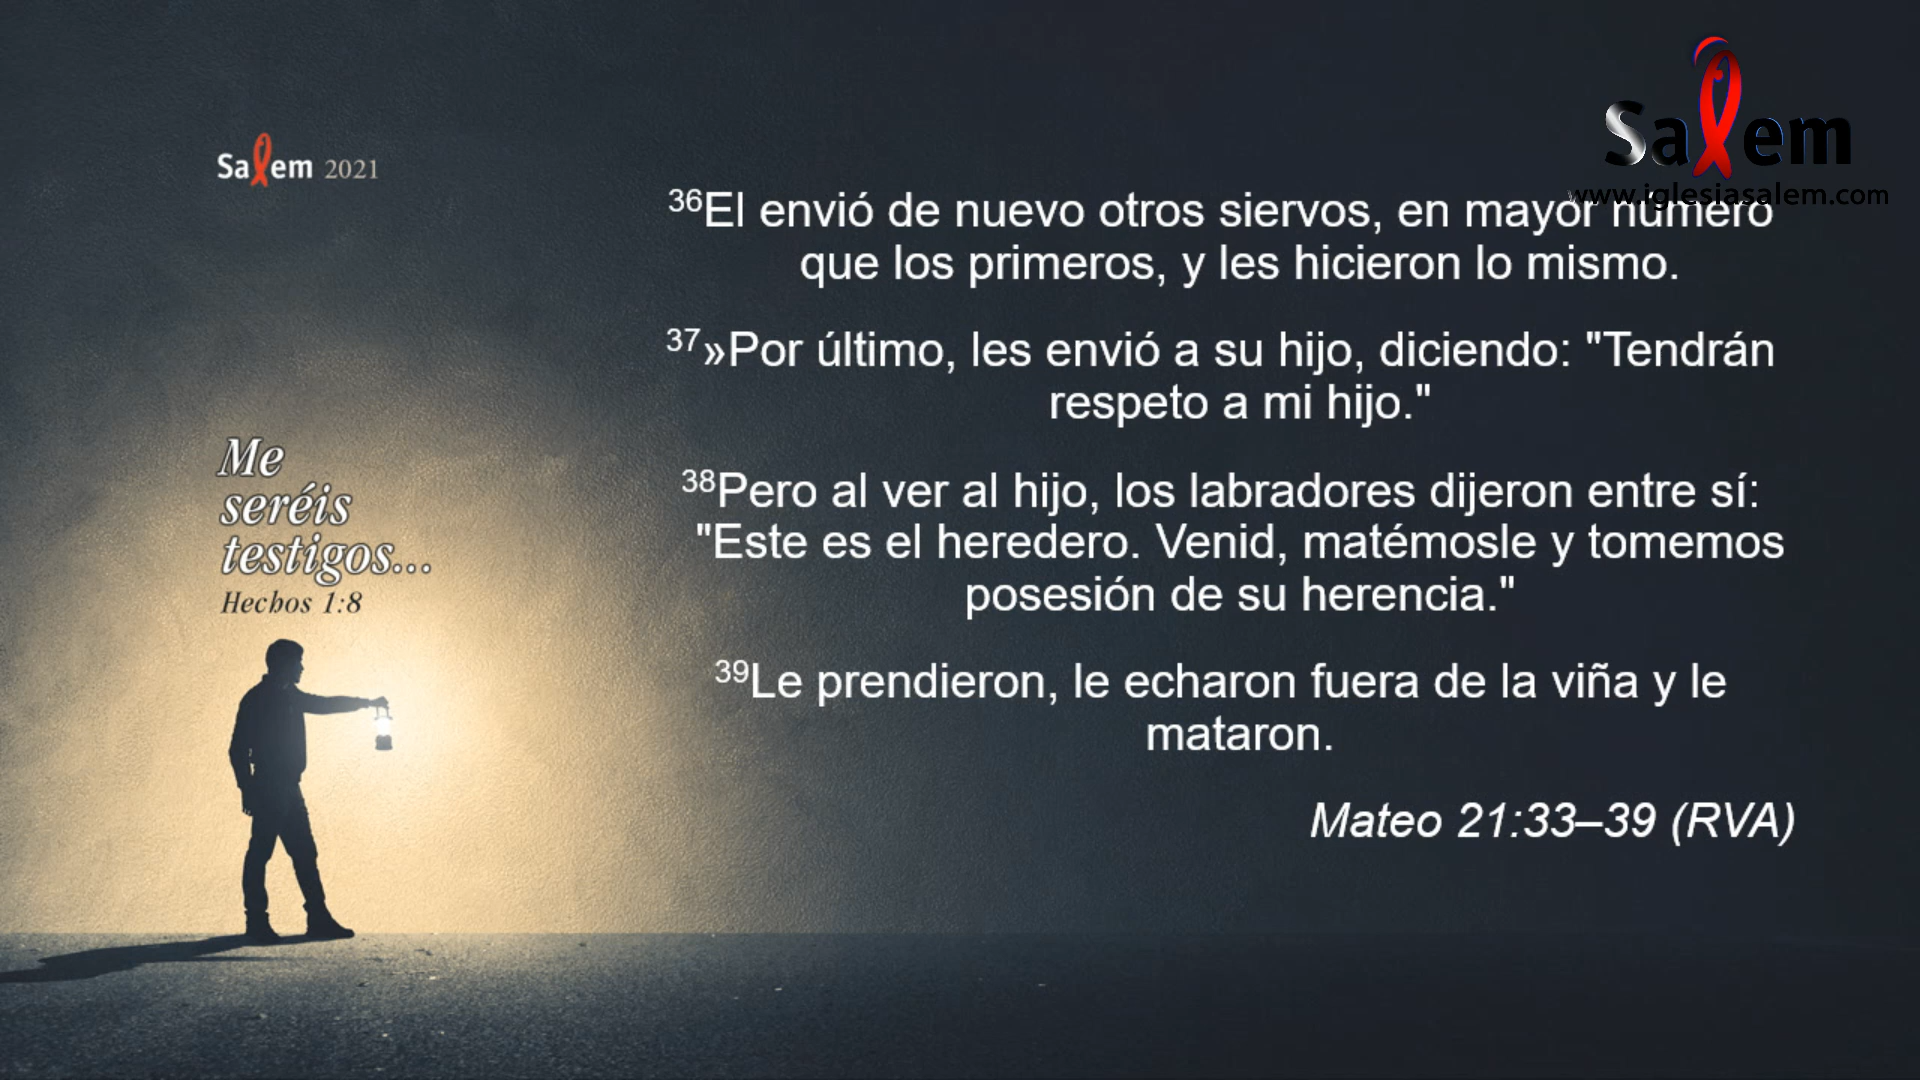 Salem 2021
Salem
www.iglesiasalem.com
³⁶El envió de nuevo otros siervos, en mayor número
que los primeros, y les hicieron lo mismo.
³⁷»Por último, les envió a su hijo, diciendo: "Tendrán
respeto a mi hijo."
³⁸Pero al ver al hijo, los labradores dijeron entre sí:
"Este es el heredero. Venid, matémosle y tomemos
posesión de su herencia."
³⁹Le prendieron, le echaron fuera de la viña y le
mataron.
Mateo 21:33–39 (RVA)
Me
seréis
testigos...
Hechos 1:8